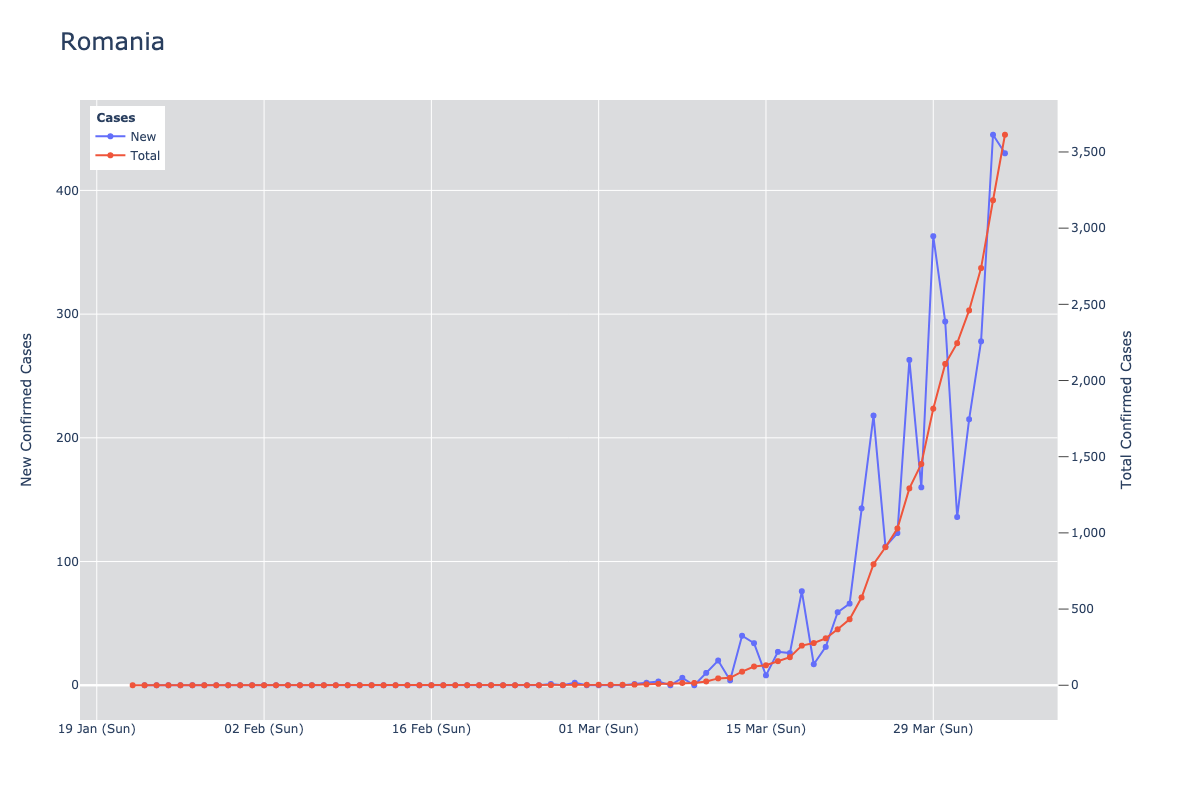 Romania
Cases
New
Total
400
300
200
100
0
3,500
3,000
2,500
2,000
1,500
1,000
500
0
New Confirmed Cases
Total Confirmed Cases
19 Jan (Sun)
02 Feb (Sun)
16 Feb (Sun)
01 Mar (Sun)
15 Mar (Sun)
29 Mar (Sun)